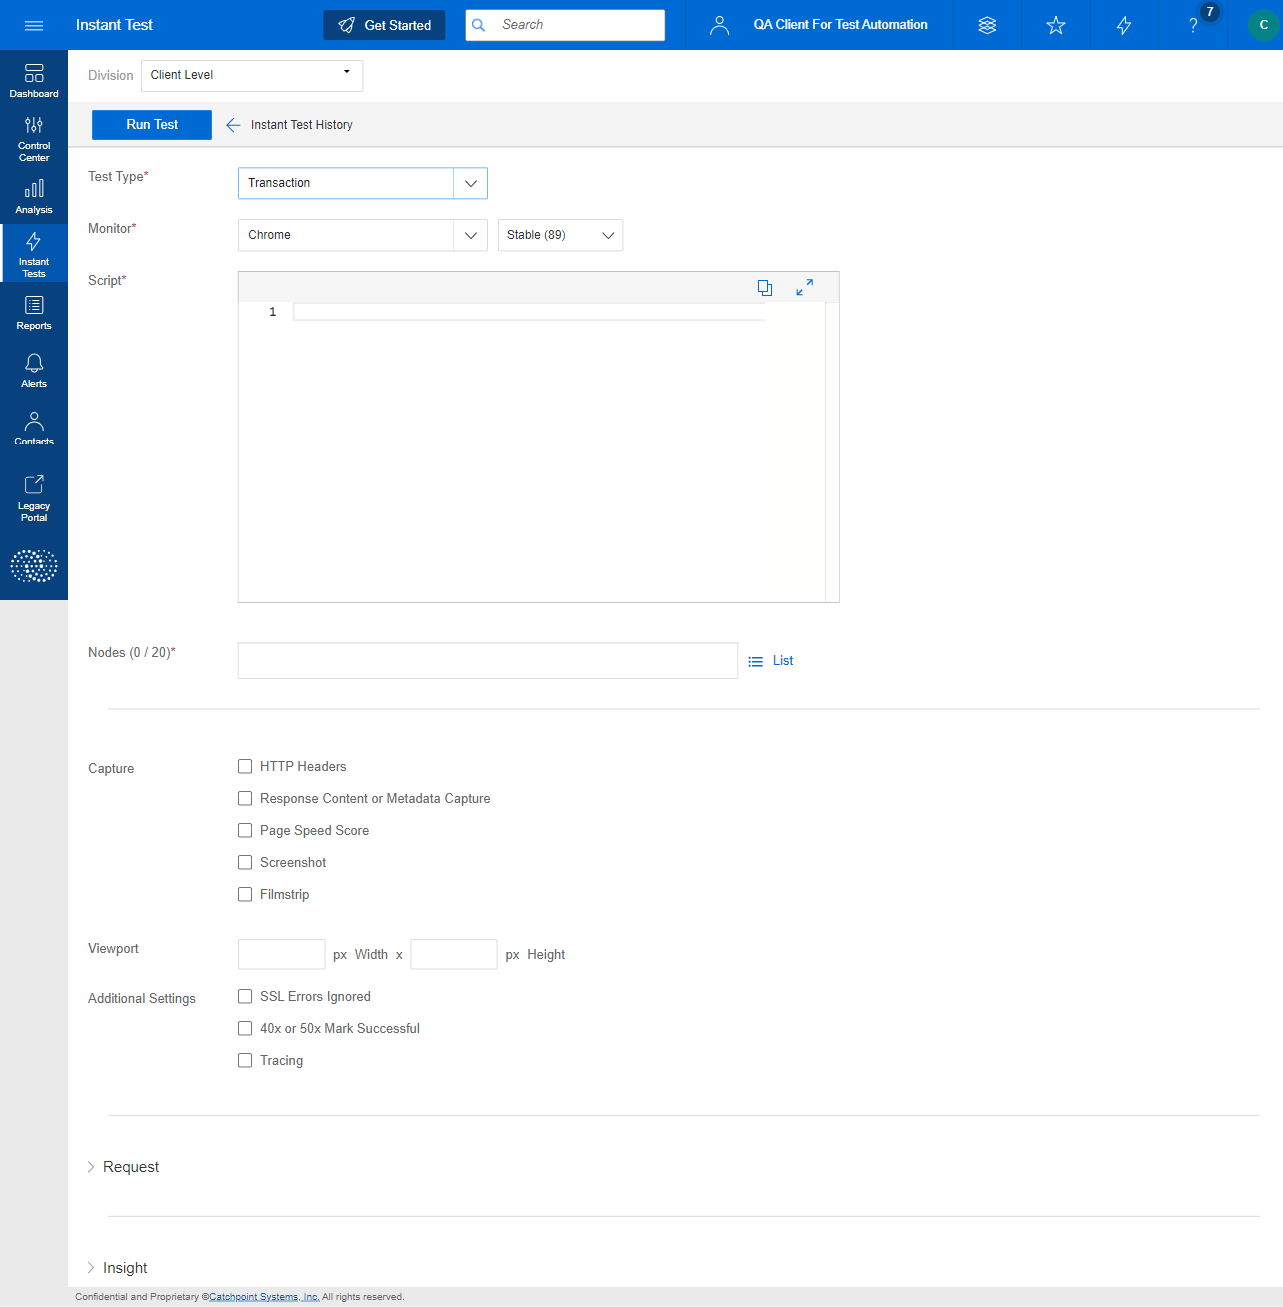 Instant Test
Get Started
Search
QA Client For Test Automation
?
7
C
Dashboard
Control
Center
Analysis
Instant
Tests
Reports
Alerts
Contacts
Legacy
Portal
Division
Client Level
Run Test
Instant Test History
Test Type*
Transaction
Monitor*
Chrome
Stable (89)
Script*
1
Nodes (0 / 20)*
List
Capture
HTTP Headers
Response Content or Metadata Capture
Page Speed Score
Screenshot
Filmstrip
Viewport
px Width x
px Height
Additional Settings
SSL Errors Ignored
40x or 50x Mark Successful
Tracing
Request
Insight
Confidential and Proprietary ©Catchpoint Systems, Inc. All rights reserved.